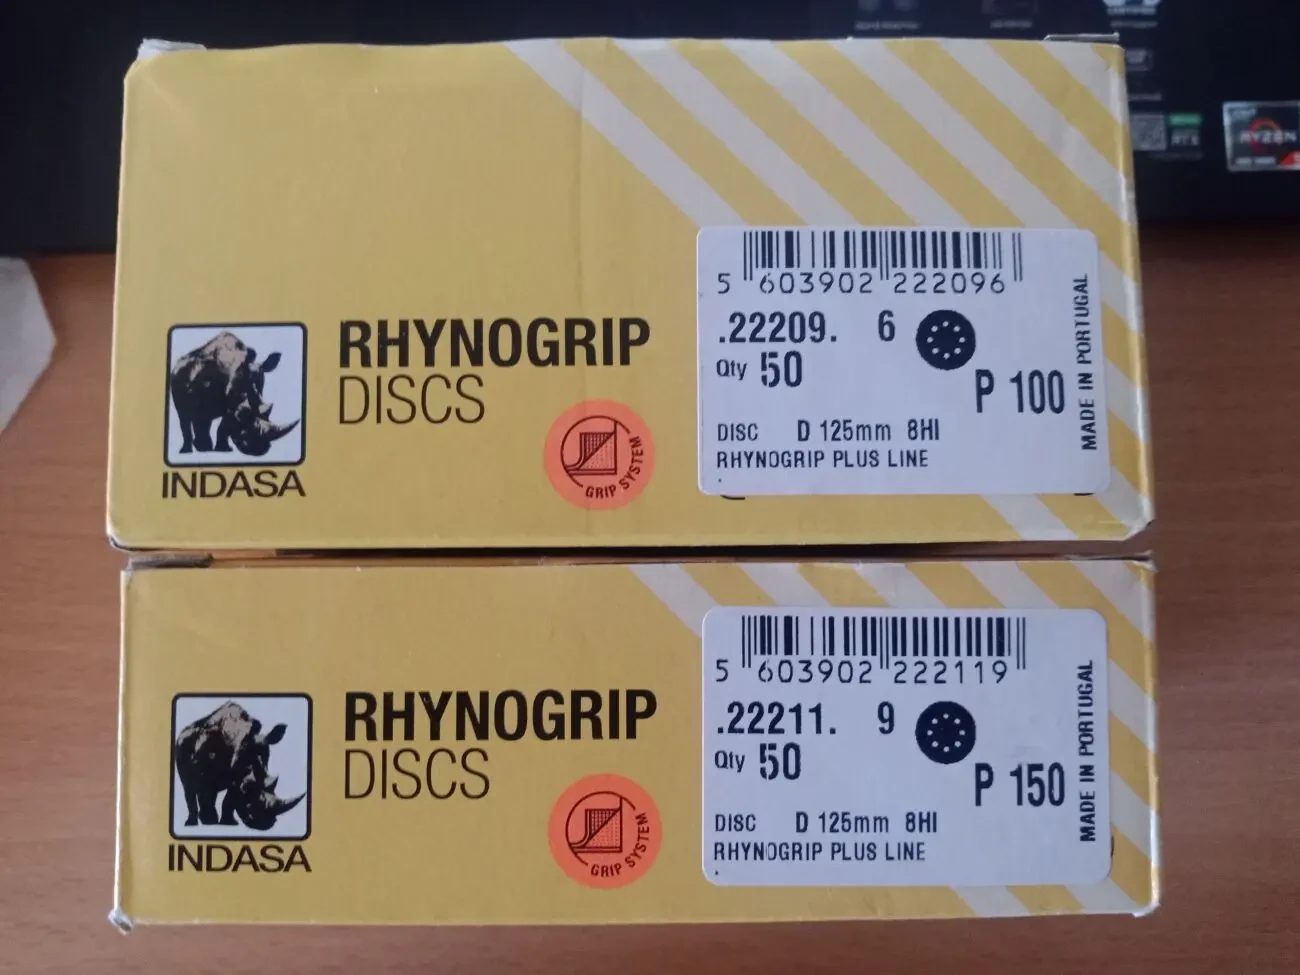 RYZEN
5 603902 222096
.22209. 6
Qty 50
P 100
DISC D 125mm 8HI
RHYNOGRIP PLUS LINE
MADE IN PORTUGAL
RHYNOGRIP
DISCS
INDASA
GRIP SYSTEM
5 603902 222119
.22211. 9
Qty 50
P 150
DISC D 125mm 8HI
RHYNOGRIP PLUS LINE
MADE IN PORTUGAL
RHYNOGRIP
DISCS
INDASA
GRIP SYSTEM